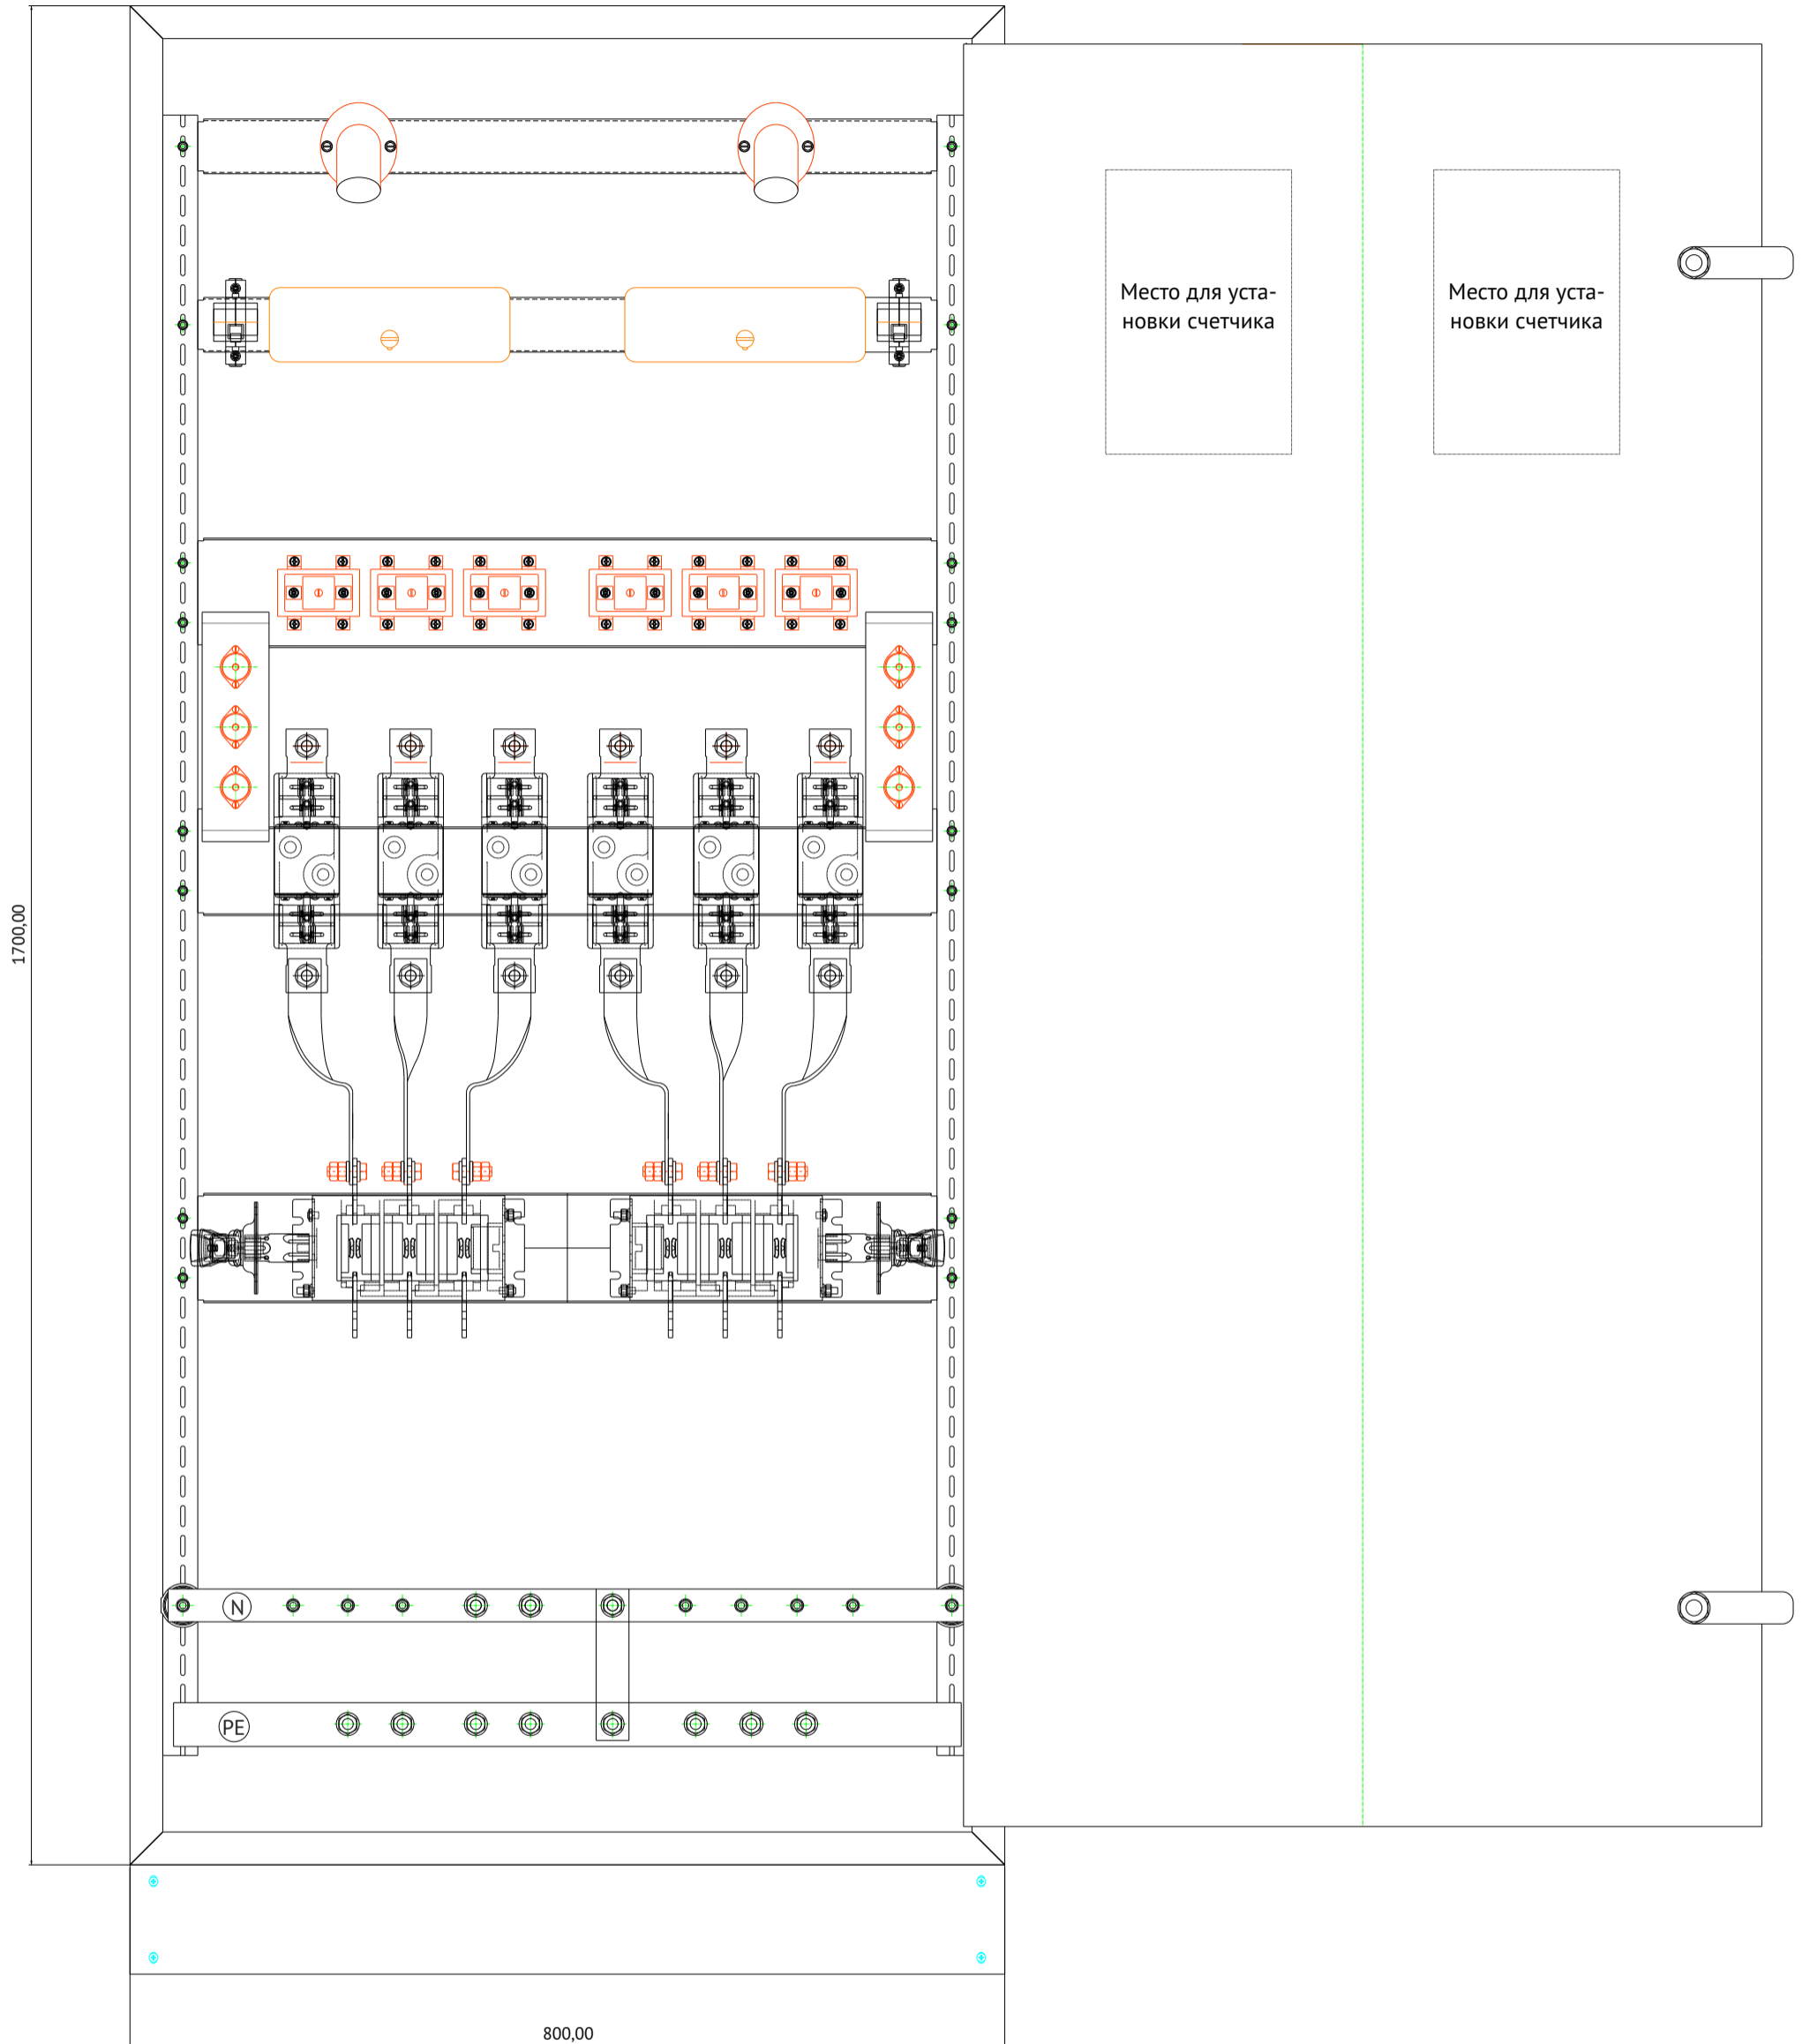 Место для уста-
новки счетчика
Место для уста-
новки счетчика
1700,00
N
PE
800,00